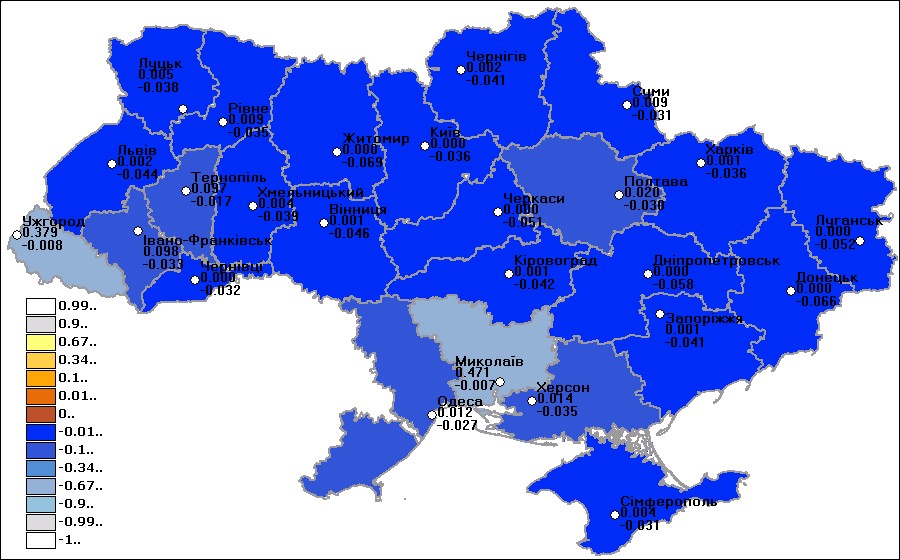 Чернігів
0.002
-0.041
Луцьк
0.005
-0.038
Суми
0.009
-0.031
Рівне
0.009
-0.035
Житомир
0.000
-0.069
Київ
0.000
-0.036
Львів
0.002
-0.044
Харків
0.001
-0.036
Тернопіль
0.097
-0.017
Хмельницький
0.004
-0.039
Полтава
0.020
-0.030
Вінниця
0.001
-0.046
Черкаси
0.000
-0.051
Ужгород
0.379
-0.008
Луганськ
0.000
-0.052
Івано-Франківськ
0.098
-0.033
Чернівці
0.000
-0.032
Кіровоград
0.001
-0.042
Дніпропетровськ
0.000
-0.058
Донецьк
0.000
-0.066
Запоріжжя
0.001
-0.041
Миколаїв
0.471
-0.007
Херсон
0.014
-0.035
Одеса
0.012
-0.027
Сімферополь
0.004
-0.031
0.99..
0.9..
0.67..
0.34..
0.1..
0.01..
0..
-0.01..
-0.1..
-0.34..
-0.67..
-0.9..
-0.99..
-1..